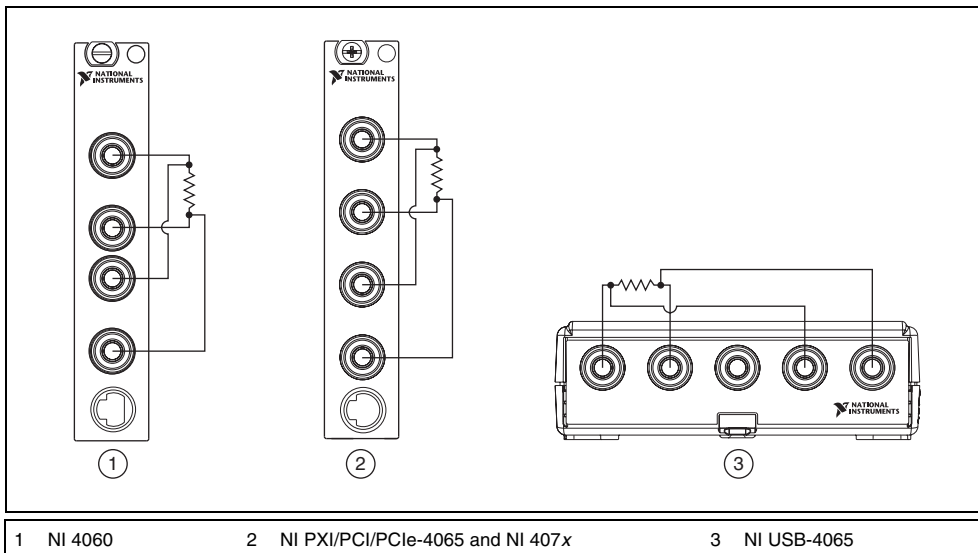 NATIONAL
INSTRUMENTS
NATIONAL
INSTRUMENTS
NATIONAL
INSTRUMENTS
1
2
3
1 NI 4060 2 NI PXI/PCI/PCIe-4065 and NI 407x 3 NI USB-4065